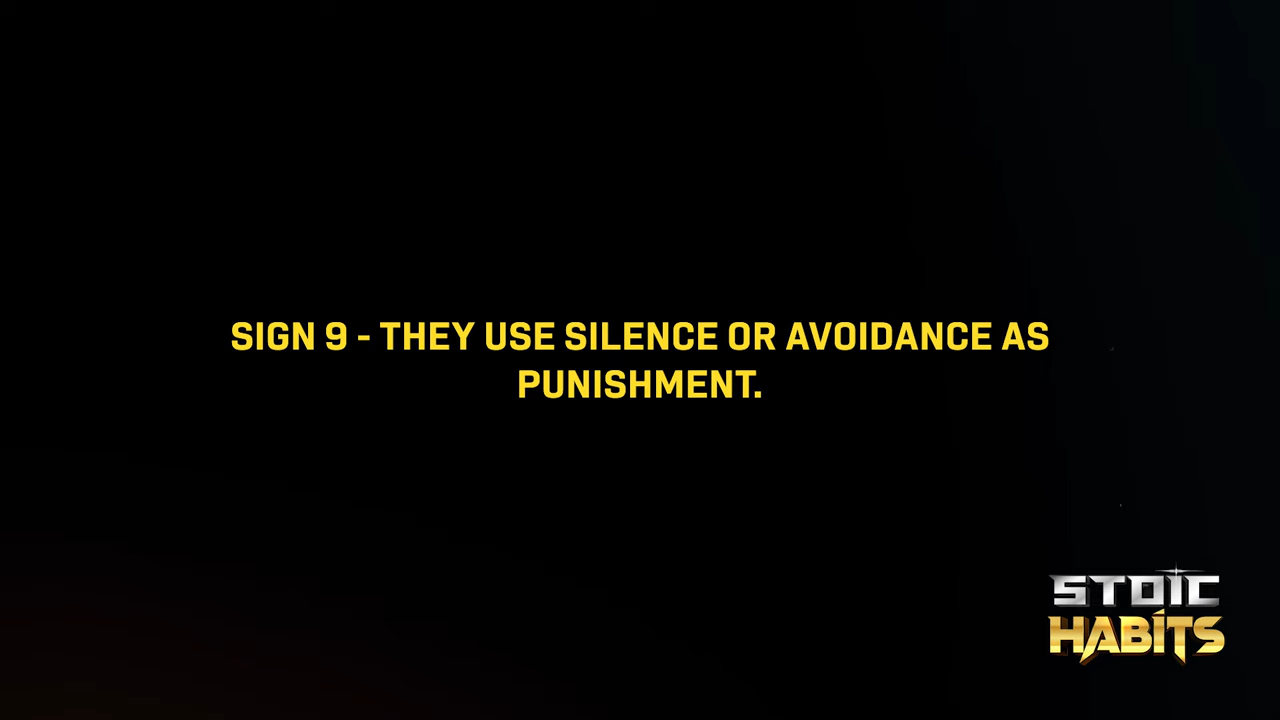 SIGN 9 - THEY USE SILENCE OR AVOIDANCE AS
PUNISHMENT.
STOIC
HABITS